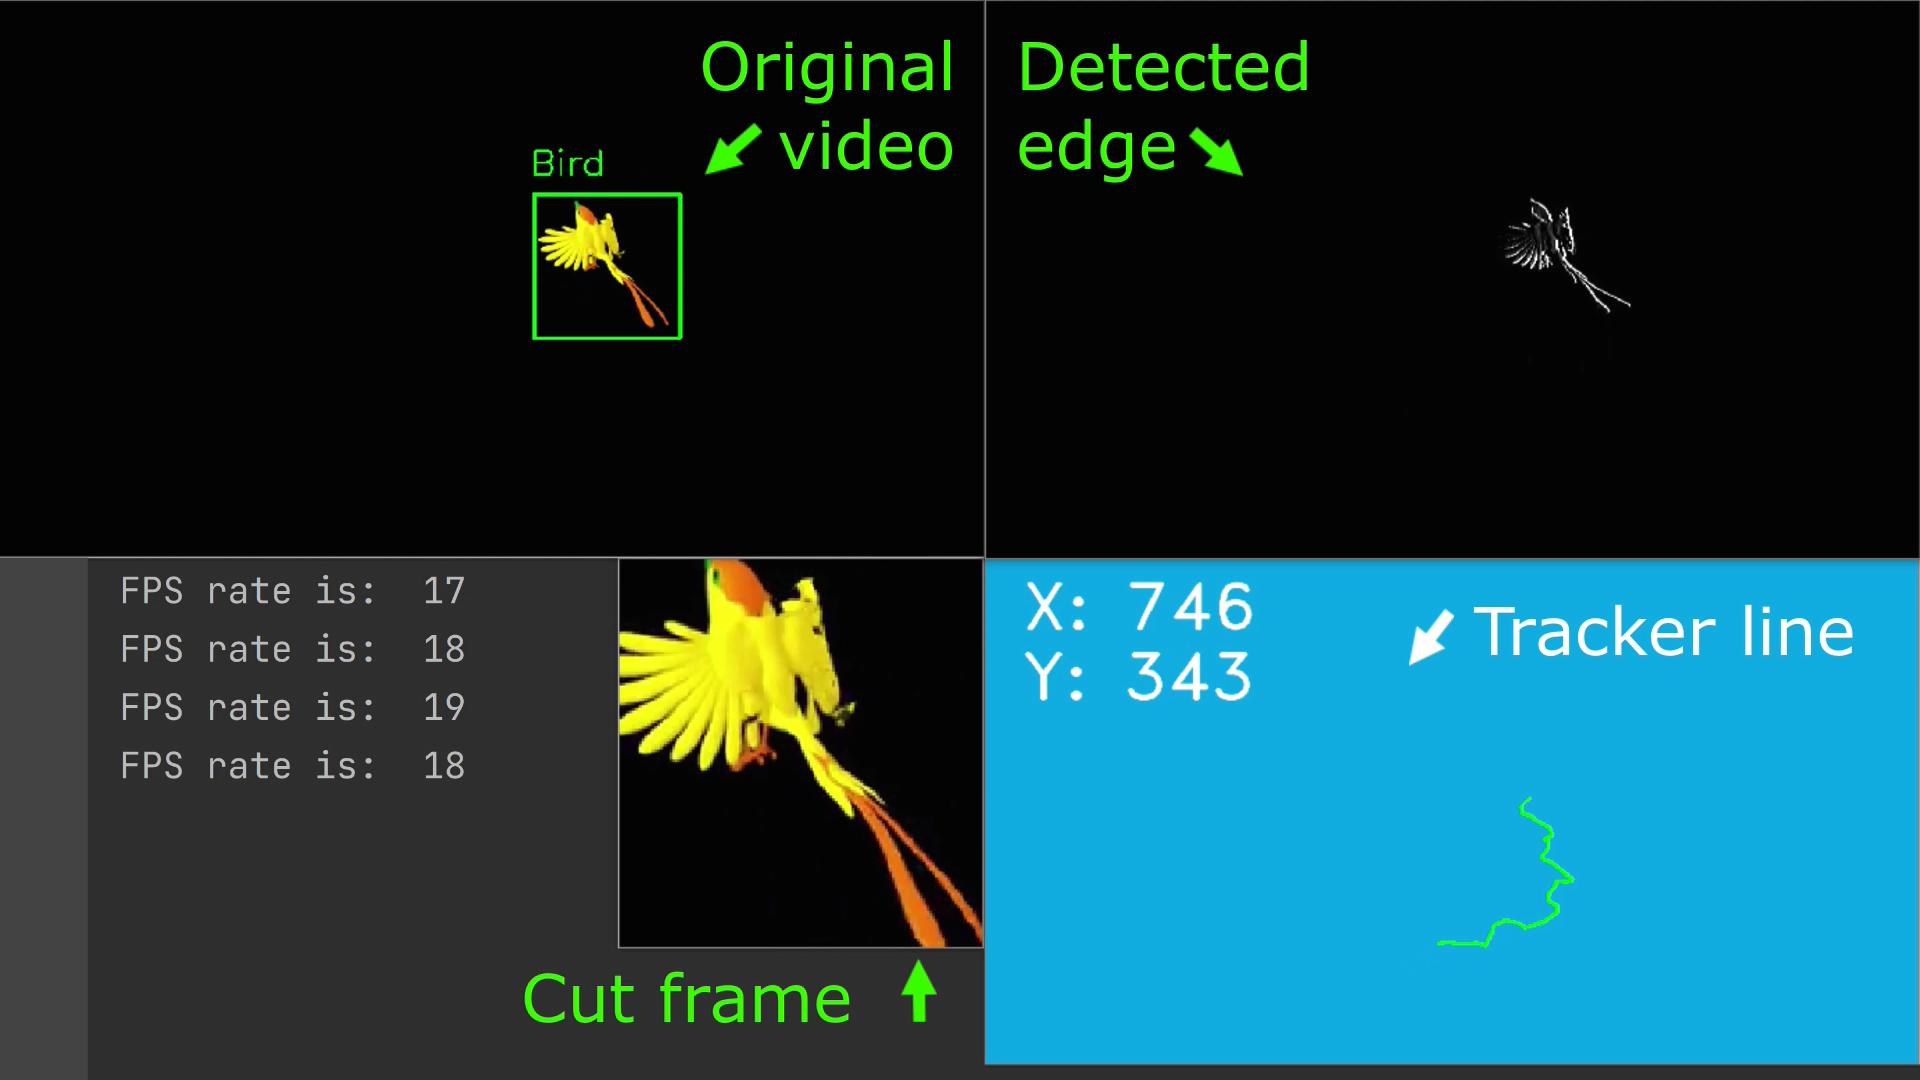 Original
video
Bird
Detected
edge
FPS rate is: 17
FPS rate is: 18
FPS rate is: 19
FPS rate is: 18
Cut frame
X: 746
Y: 343
Tracker line